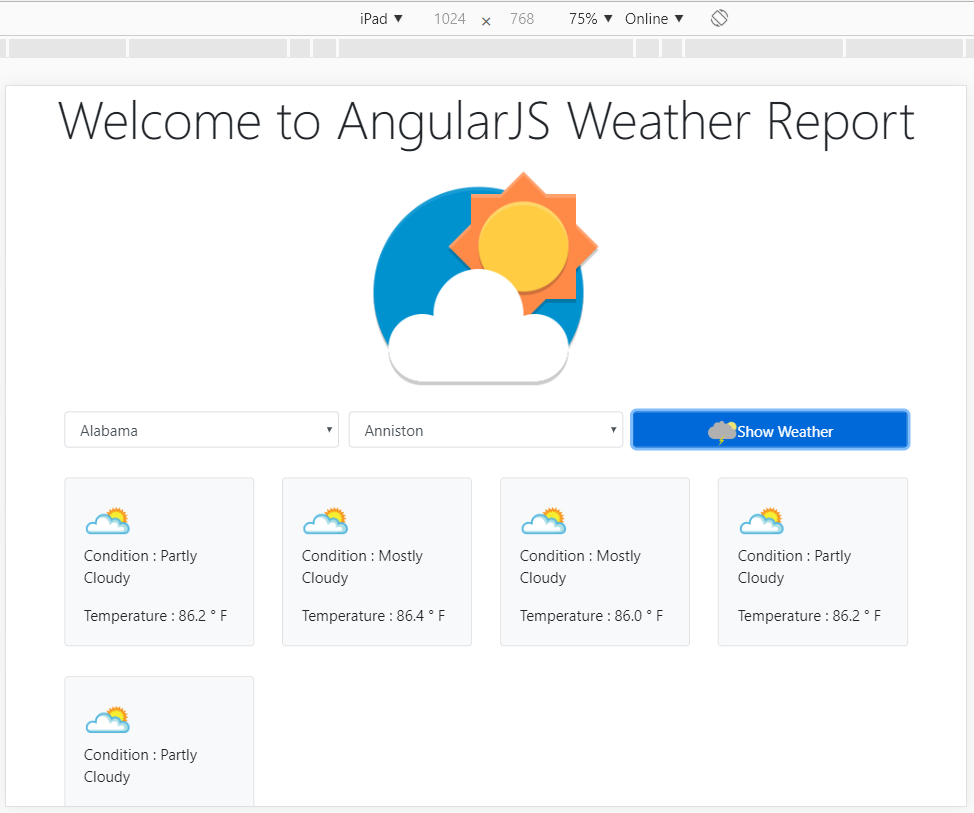 iPad ▼ 1024 × 768 75% ▼ Online ▼
Welcome to AngularJS Weather Report
Alabama Anniston Show Weather
Condition : Partly
Cloudy
Temperature : 86.2 ° F
Condition : Mostly
Cloudy
Temperature : 86.4 ° F
Condition : Mostly
Cloudy
Temperature : 86.0 ° F
Condition : Partly
Cloudy
Temperature : 86.2 ° F
Condition : Partly
Cloudy